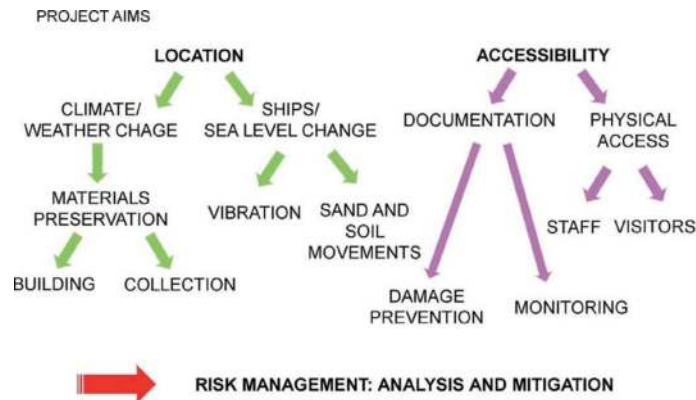 PROJECT AIMS
LOCATION
ACCESSIBILITY
CLIMATE/
WEATHER CHAGE
SHIPS/
SEA LEVEL CHANGE
DOCUMENTATION
PHYSICAL
ACCESS
MATERIALS
PRESERVATION
VIBRATION
SAND AND
SOIL
MOVEMENTS
STAFF
VISITORS
BUILDING
COLLECTION
DAMAGE
PREVENTION
MONITORING
RISK MANAGEMENT: ANALYSIS AND MITIGATION